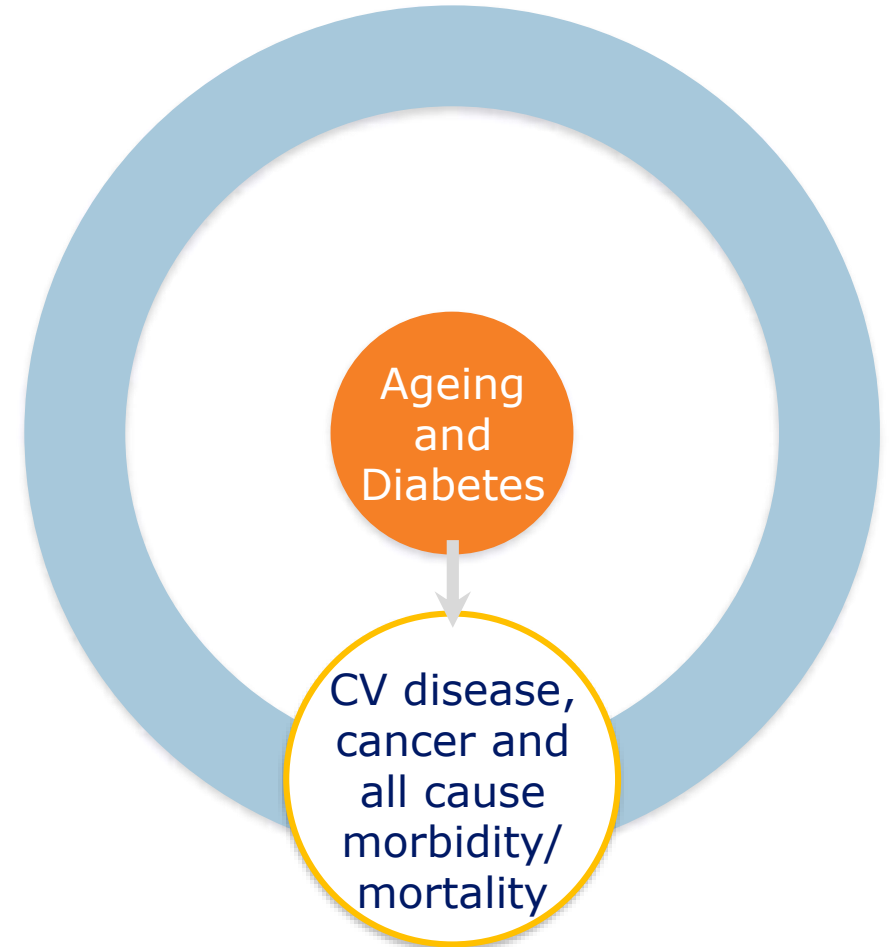 Ageing
and
Diabetes
CV disease,
cancer and
all cause
morbidity/
mortality